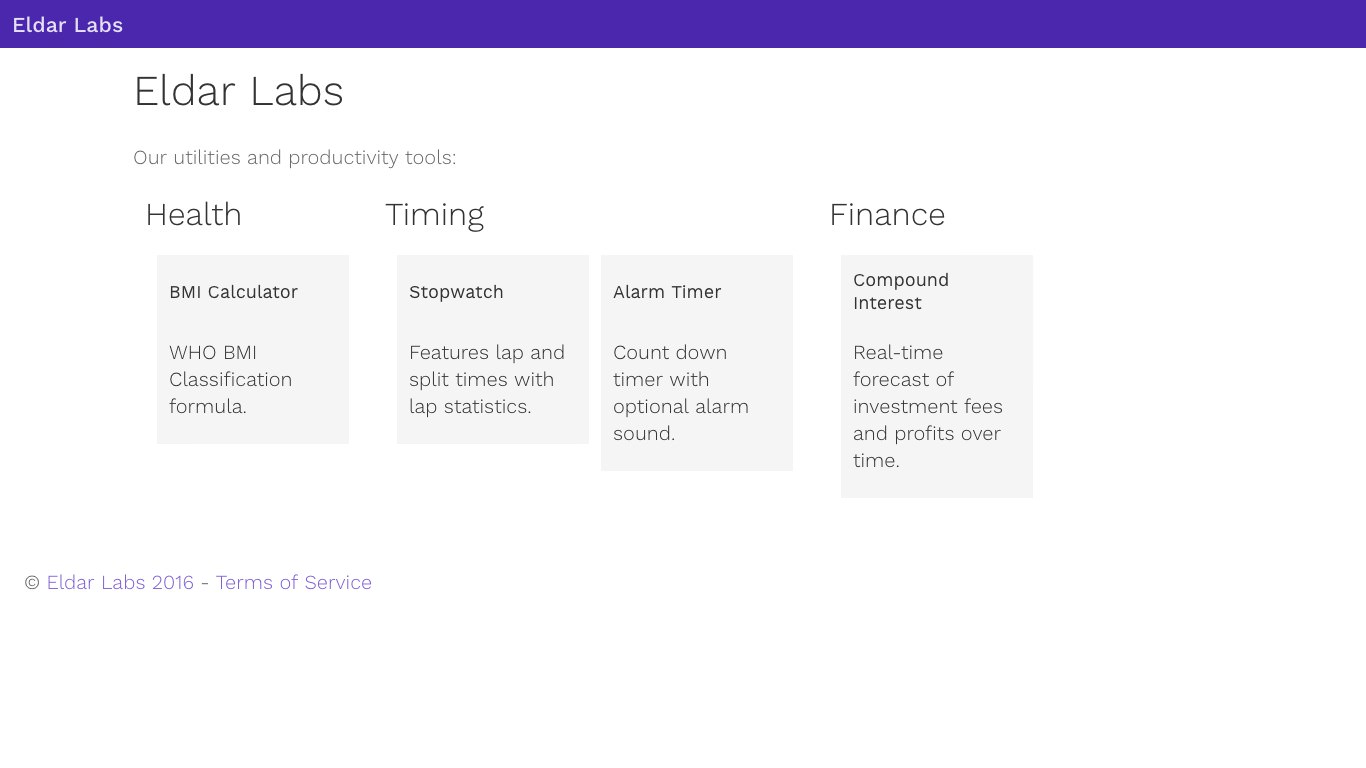 Eldar Labs
Eldar Labs
Our utilities and productivity tools:
Health
BMI Calculator
WHO BMI
Classification
formula.
Timing
Stopwatch
Features lap and
split times with
lap statistics.
Alarm Timer
Count down
timer with
optional alarm
sound.
Finance
Compound
Interest
Real-time
forecast of
investment fees
and profits over
time.
© Eldar Labs 2016 - Terms of Service